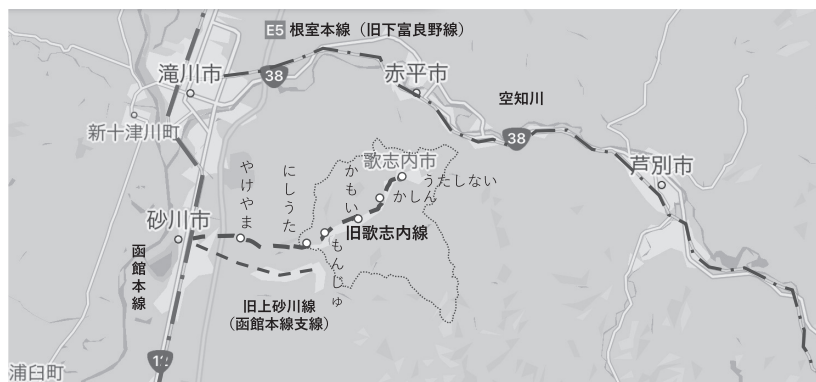 E5 根室本線（旧下富良野線）
滝川市
38
赤平市
空知川
新十津川町
38
歌志内市
芦別市
やけやま
にしうた
かもい
うたしない
かしん
砂川市
旧歌志内線
もんじゅ
函館本線
旧上砂川線
（函館本線支線）
12
浦臼町